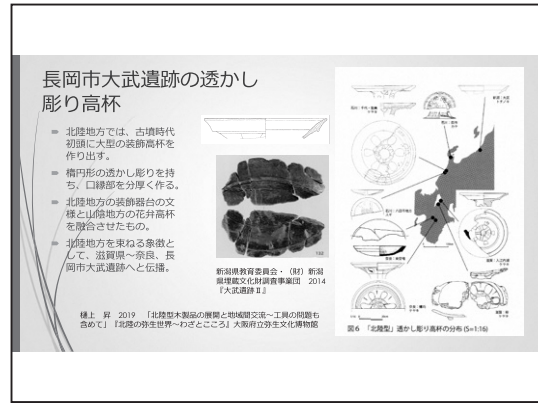 長岡市大武遺跡の透かし
彫り高杯
北陸地方では、古墳時代
初頭に大型の装飾高杯を
作り出す。
楕円形の透かし彫りを持
ち、口縁部を分厚く作る。
北陸地方の装飾器台の文
様と山陰地方の花弁高杯
を融合させたもの。
北陸地方を束ねる象徴と
して、滋賀県～奈良、長
岡市大武遺跡へと伝播。
新潟県教育委員会・（財）新潟
県埋蔵文化財調査事業団 2014
『大武遺跡Ⅱ』
樋上 昇 2019 「北陸型木製品の展開と地域間交流～工具の問題も
含めて」『北陸の弥生世界～わざとこころ』大阪府立弥生文化博物館
図6 「北陸型」透かし彫り高杯の分布 (S=1:16)